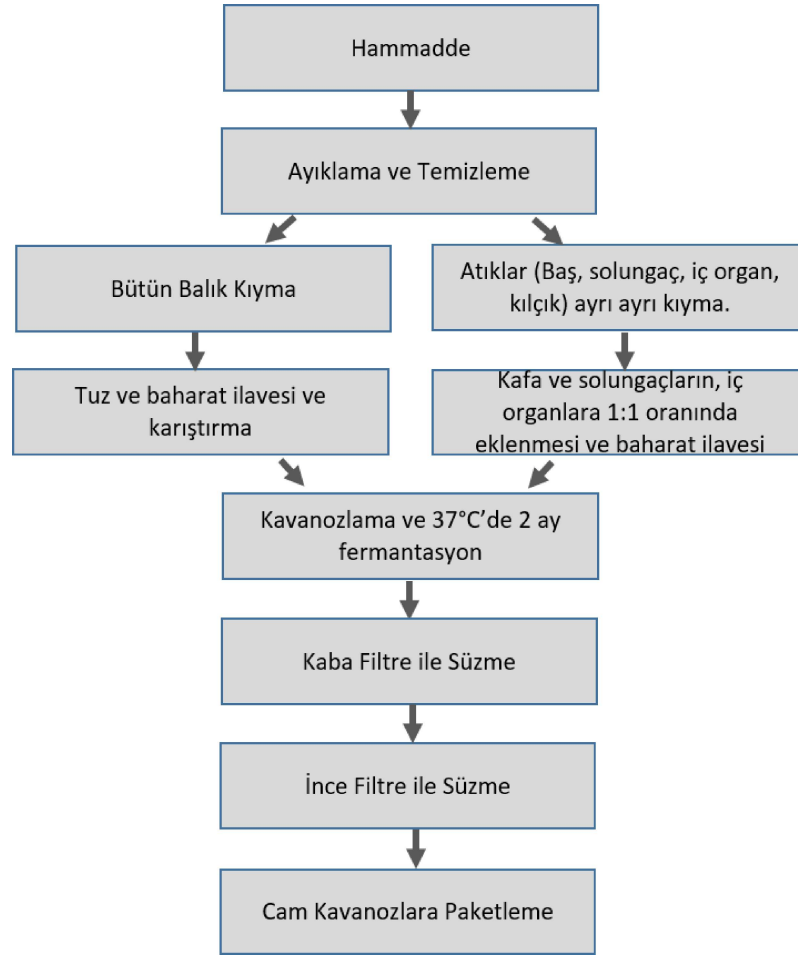 Hammadde
Ayıklama ve Temizleme
Bütün Balık Kıyma
Atıklar (Baş, solungaç, iç organ,
kılçık) ayrı ayrı kıyma.
Tuz ve baharat ilavesi ve
karıştırma
Kafa ve solungaçların, iç
organlara 1:1 oranında
eklenmesi ve baharat ilavesi
Kavanozlama ve 37°C’de 2 ay
fermantasyon
Kaba Filtre ile Süzme
İnce Filtre ile Süzme
Cam Kavanozlara Paketleme